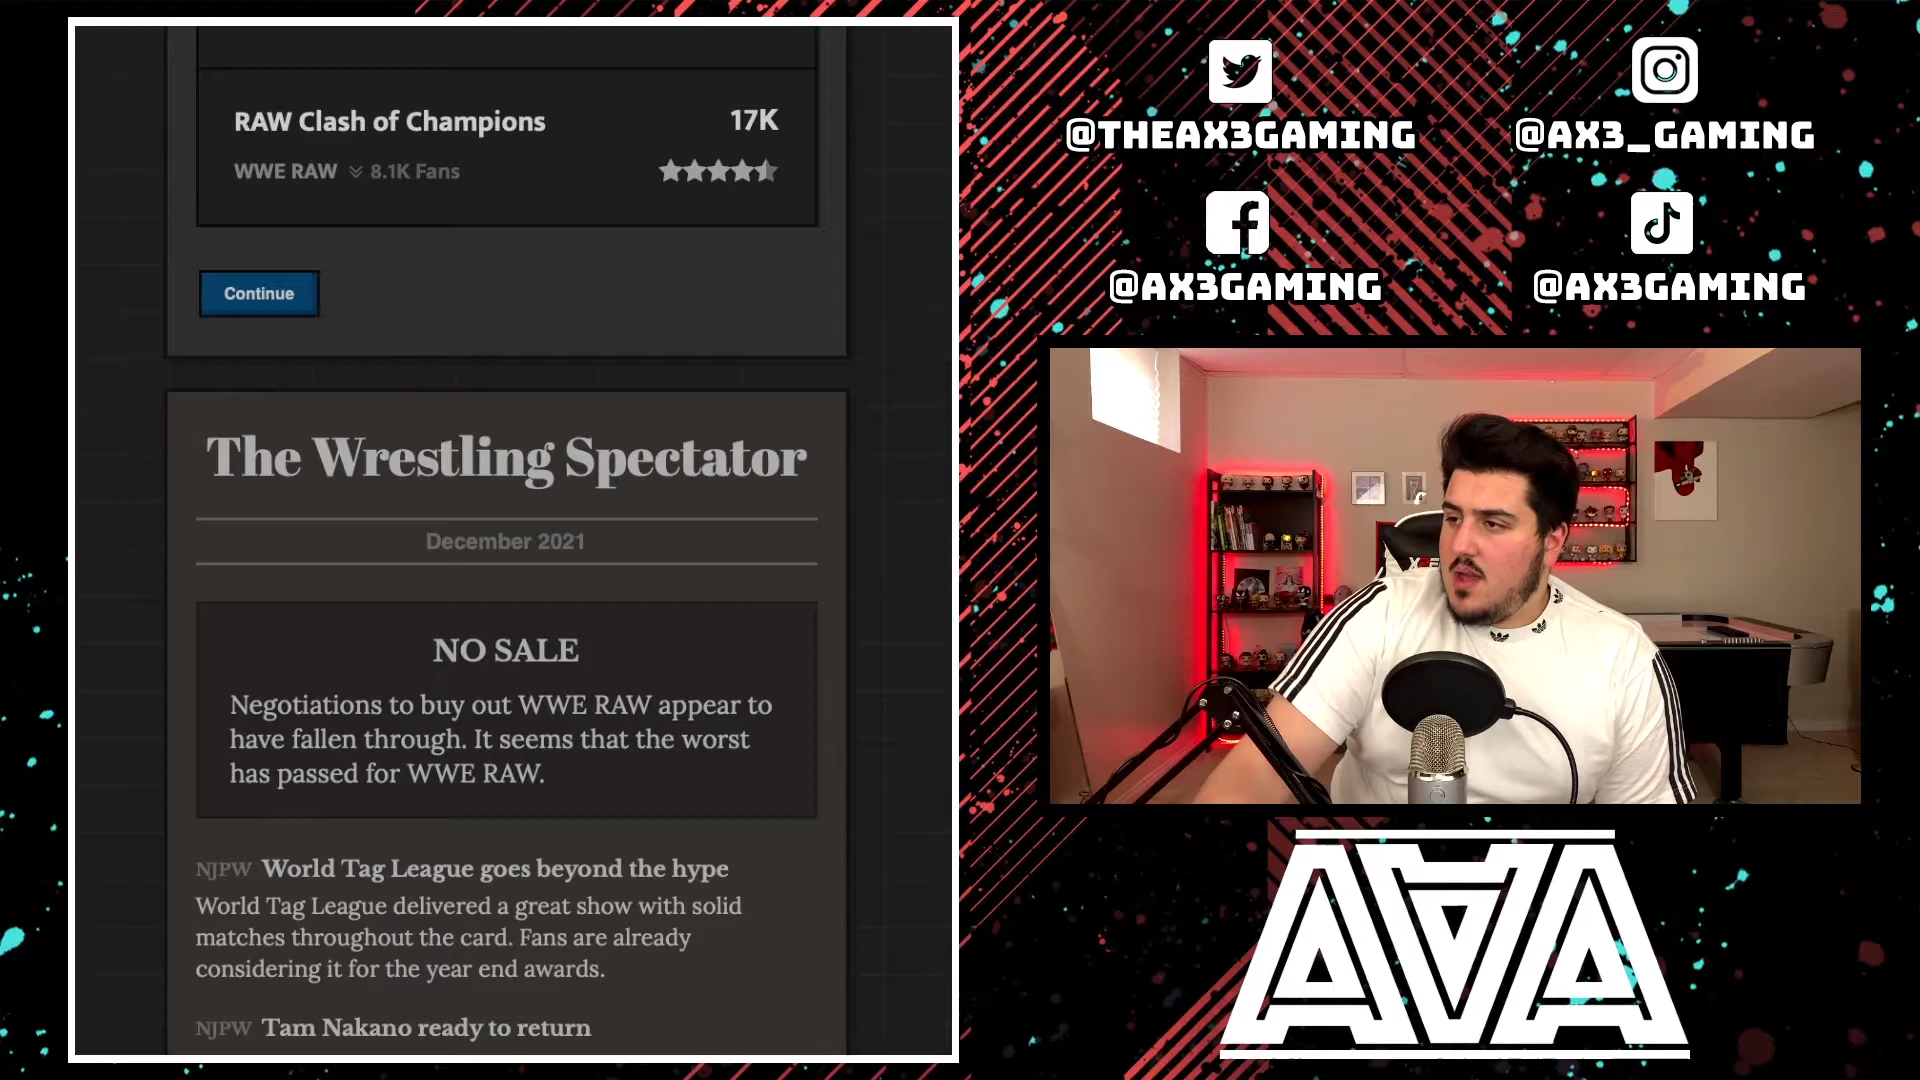 RAW Clash of Champions
17K
WWE RAW 8.1K Fans
Continue
The Wrestling Spectator
December 2021
NO SALE
Negotiations to buy out WWE RAW appear to
have fallen through. It seems that the worst
has passed for WWE RAW.
NJPW World Tag League goes beyond the hype
World Tag League delivered a great show with solid
matches throughout the card. Fans are already
considering it for the year end awards.
NJPW Tam Nakano ready to return
@THEAX3GAMING
@AX3_GAMING
@AX3GAMING
@AX3GAMING